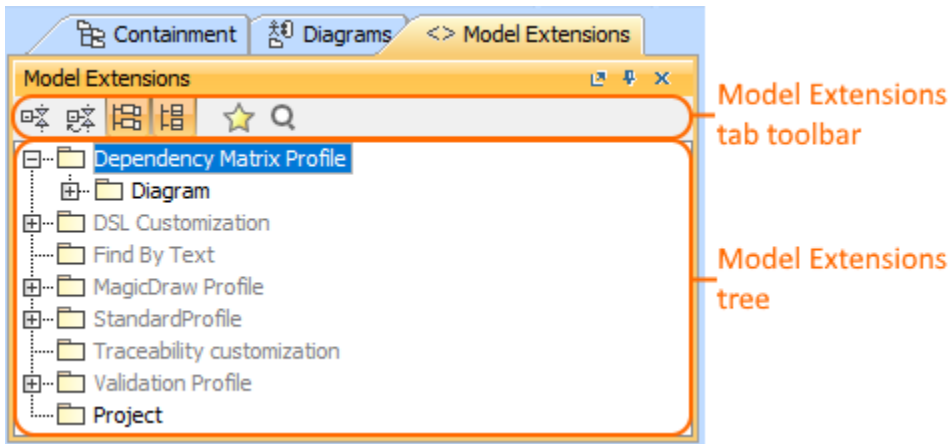 Containment
Diagrams
<> Model Extensions
Model Extensions
Model Extensions
tab toolbar
Dependency Matrix Profile
Diagram
DSL Customization
Find By Text
MagicDraw Profile
StandardProfile
Traceability customization
Validation Profile
Project
Model Extensions
tree